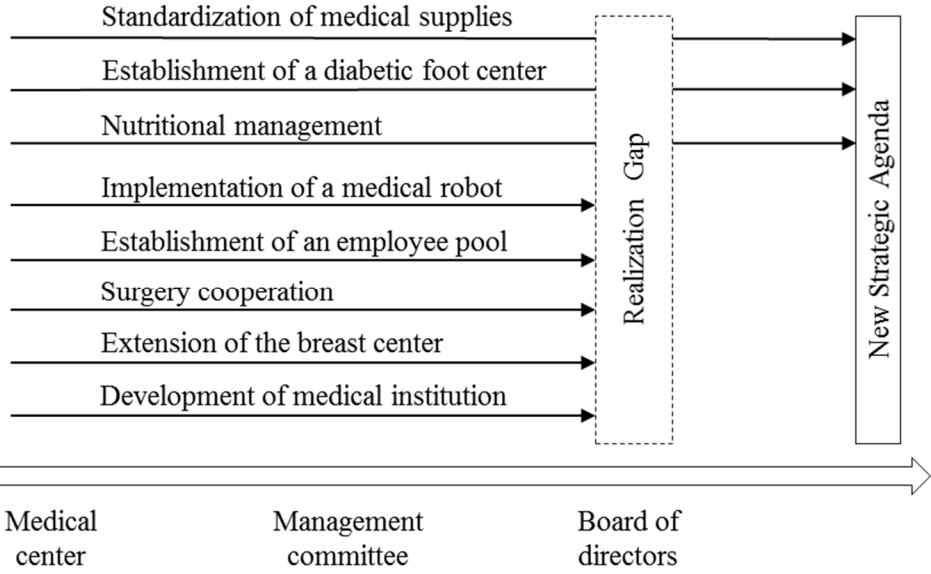 Standardization of medical supplies
Establishment of a diabetic foot center
Nutritional management
Implementation of a medical robot
Establishment of an employee pool
Surgery cooperation
Extension of the breast center
Development of medical institution
Realization Gap
New Strategic Agenda
Medical
center
Management
committee
Board of
directors